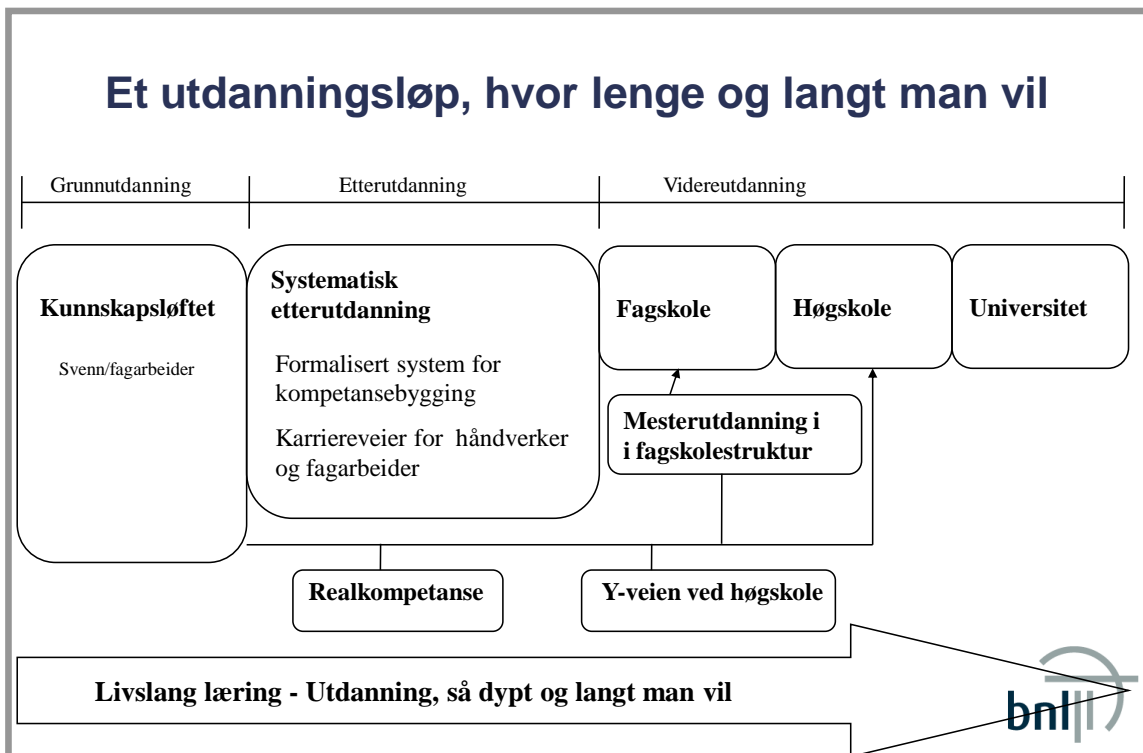 Et utdanningsløp, hvor lenge og langt man vil
Grunnutdanning
Etterutdanning
Videreutdanning
Kunnskapsløftet
Svenn/fagarbeider
Systematisk
etterutdanning
Formalisert system for
kompetansebygging
Karriereveier for håndverker
og fagarbeider
Fagskole
Høgskole
Universitet
Mesterutdanning i
i fagskolestruktur
Realkompetanse
Y-veien ved høgskole
Livslang læring - Utdanning, så dypt og langt man vil
bnl